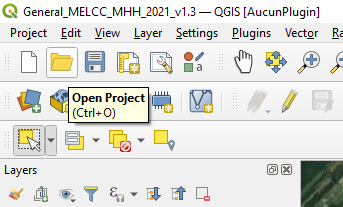 General_MELCC_MHH_2021_v1.3 — QGIS [AucunPlugin]
Project Edit View Layer Settings Plugins Vector
Open Project
(Ctrl+O)
Layers